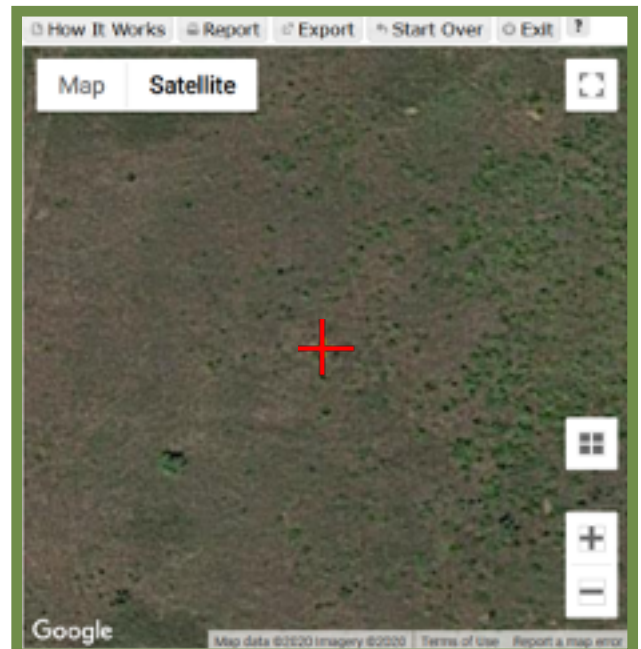 How It Works Report Export Start Over Exit ?
Map Satellite
Google
Map data ©2020 Imagery ©2020 Terms of Use Report a map error